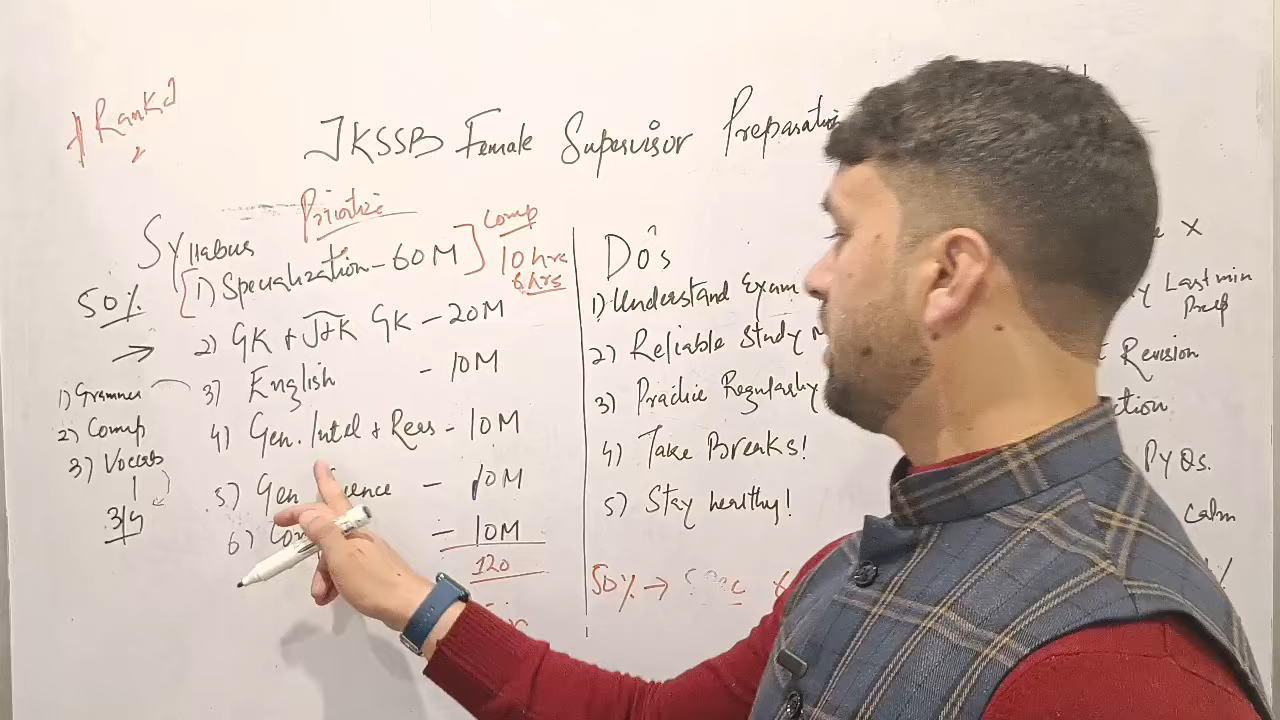 Rank 1
JKSSB Female Supervisor Preparation
Prioritize
Syllabus
Comp
50%
1) Specialization - 60M
10 hrs
6 hrs
2) GK + J&K GK - 20M
3) English - 10M
1) Grammer
2) Comp
3) Vocab
3/4
4) Gen. Intel + Reas - 10M
5) Gen - 10M
6) - 10M
120
Do's
1) Understand Exam
2) Reliable Study
3) Practice Regularly
4) Take Breaks!
5) Stay healthy!
50% →
X
Last min
Prep
Revision
PYQs.
Calm